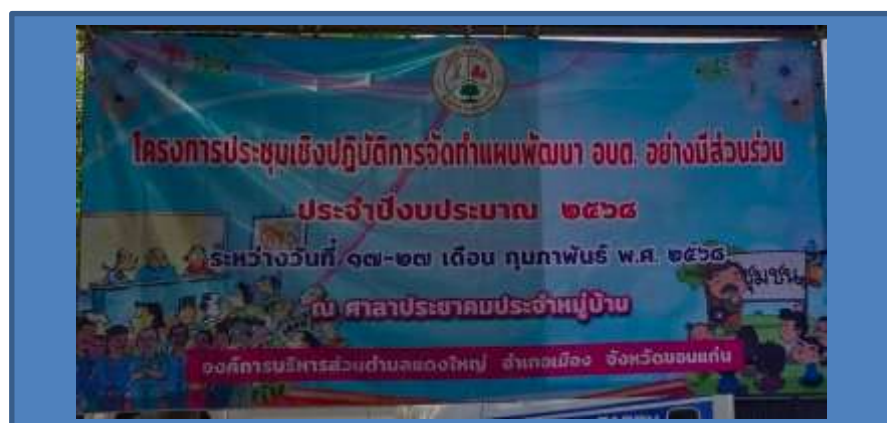 โครงการประชุมเชิงปฏิบัติการจัดทำแผนพัฒนา อบต. อย่างมีส่วนร่วม
ประจำปีงบประมาณ ๒๕๖๘
ระหว่างวันที่ ๑๗-๒๗ เดือน กุมภาพันธ์ พ.ศ. ๒๕๖๘
ชุมชน
ณ ศาลาประชาคมประจำหมู่บ้าน
องค์การบริหารส่วนตำบลแดงใหญ่ อำเภอเมือง จังหวัดขอนแก่น